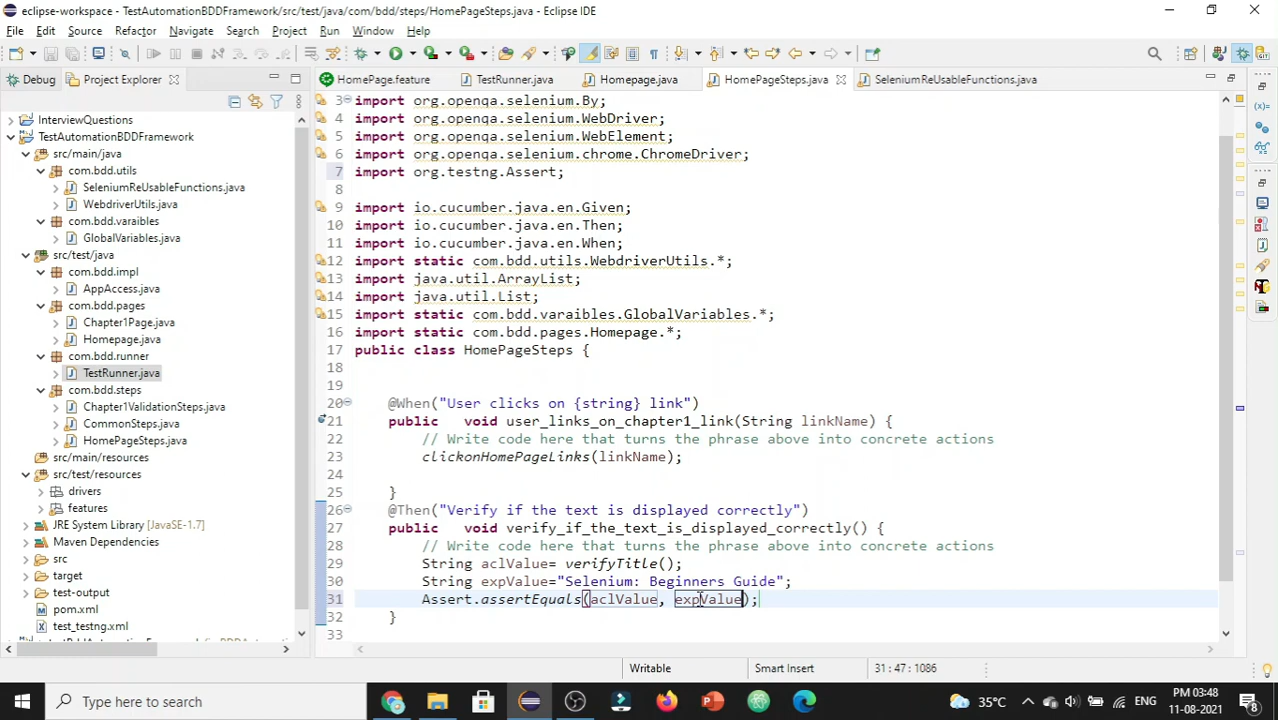 eclipse-workspace - TestAutomationBDDFramework/src/test/java/com/bdd/steps/HomePageSteps.java - Eclipse IDE
File Edit Source Refactor Navigate Search Project Run Window Help
Debug Project Explorer HomePage.feature TestRunner.java Homepage.java HomePageSteps.java SeleniumReUsableFunctions.java
InterviewQuestions
TestAutomationBDDFramework
src/main/java
com.bdd.utils
SeleniumReUsableFunctions.java
WebdriverUtils.java
com.bdd.varaibles
GlobalVariables.java
src/test/java
com.bdd.impl
AppAccess.java
com.bdd.pages
Chapter1Page.java
Homepage.java
com.bdd.runner
TestRunner.java
com.bdd.steps
Chapter1ValidationSteps.java
CommonSteps.java
HomePageSteps.java
src/main/resources
src/test/resources
drivers
features
JRE System Library [JavaSE-1.7]
Maven Dependencies
src
target
test-output
pom.xml
test_testng.xml
3 import org.openqa.selenium.By;
4 import org.openqa.selenium.WebDriver;
5 import org.openqa.selenium.WebElement;
6 import org.openqa.selenium.chrome.ChromeDriver;
7 import org.testng.Assert;
8
9 import io.cucumber.java.en.Given;
10 import io.cucumber.java.en.Then;
11 import io.cucumber.java.en.When;
12 import static com.bdd.utils.WebdriverUtils.*;
13 import java.util.ArrayList;
14 import java.util.List;
15 import static com.bdd.varaibles.GlobalVariables.*;
16 import static com.bdd.pages.Homepage.*;
17 public class HomePageSteps {
18
19
20 @When("User clicks on {string} link")
21 public void user_links_on_chapter1_link(String linkName) {
22 // Write code here that turns the phrase above into concrete actions
23 clickonHomePageLinks(linkName);
24
25 }
26 @Then("Verify if the text is displayed correctly")
27 public void verify_if_the_text_is_displayed_correctly() {
28 // Write code here that turns the phrase above into concrete actions
29 String aclValue= verifyTitle();
30 String expValue="Selenium: Beginners Guide";
31 Assert.assertEquals(aclValue, expValue);
32 }
33
Writable Smart Insert 31 : 47 : 1086
Type here to search 35°C ENG PM 03:48
11-08-2021 8